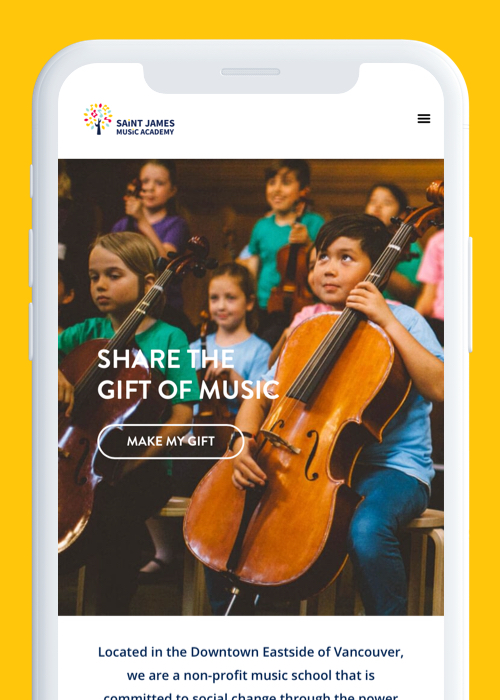 SAiNT JAMES
MUSiC ACADEMY
SHARE THE
GIFT OF MUSIC
MAKE MY GIFT
Located in the Downtown Eastside of Vancouver,
we are a non-profit music school that is
committed to social change through the power